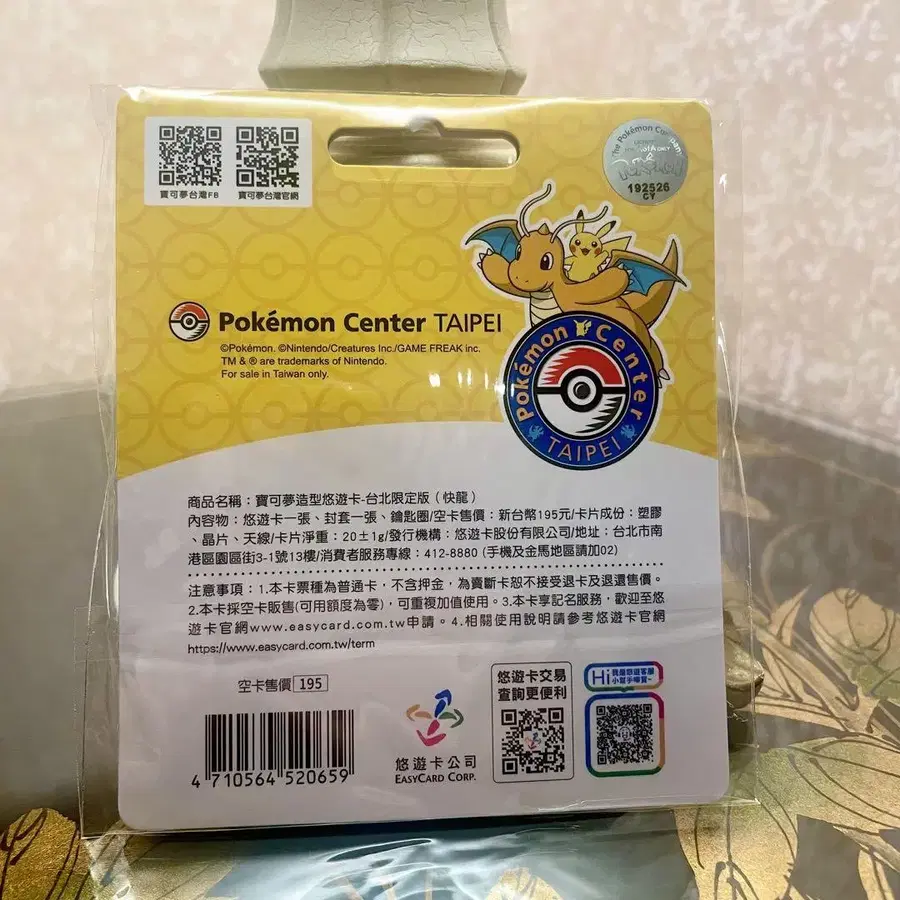 寶可夢台灣FB
寶可夢台灣官網
The Pokémon Company
192526
CY
Pokémon Center TAIPEI
©Pokémon. ©Nintendo/Creatures Inc./GAME FREAK inc.
TM & ® are trademarks of Nintendo.
For sale in Taiwan only.
Pokémon Center
TAIPEI
商品名稱：寶可夢造型悠遊卡-台北限定版（快龍）
內容物：悠遊卡一張、封套一張、鑰匙圈/空卡售價：新台幣195元/卡片成份：塑膠
、晶片、天線/卡片淨重：20±1g/發行機構：悠遊卡股份有限公司/地址：台北市南
港區園區街3-1號13樓/消費者服務專線：412-8880 (手機及金馬地區請加02)
注意事項：1.本卡票種為普通卡，不含押金，為賣斷卡恕不接受退卡及退還售價。
2.本卡採空卡販售(可用額度為零)，可重複加值使用。3.本卡享記名服務，歡迎至悠
遊卡官網www.easycard.com.tw申請。4.相關使用說明請參考悠遊卡官網
https://www.easycard.com.tw/term
空卡售價 195
4 710564 520659
悠遊卡公司
EASYCARD CORP.
悠遊卡交易
查詢更便利
Hi 我是悠遊客服